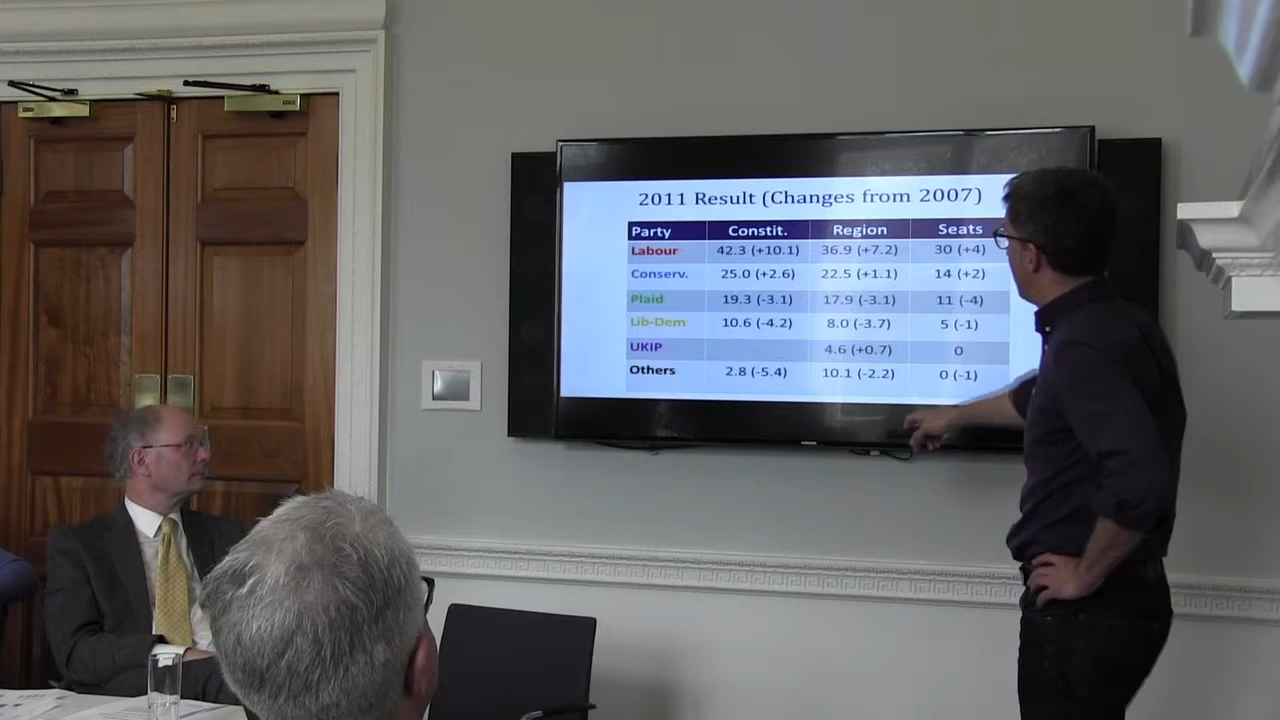 2011 Result (Changes from 2007)
Party Constit. Region Seats
Labour 42.3 (+10.1) 36.9 (+7.2) 30 (+4)
Conserv. 25.0 (+2.6) 22.5 (+1.1) 14 (+2)
Plaid 19.3 (-3.1) 17.9 (-3.1) 11 (-4)
Lib-Dem 10.6 (-4.2) 8.0 (-3.7) 5 (-1)
UKIP 4.6 (+0.7) 0
Others 2.8 (-5.4) 10.1 (-2.2) 0 (-1)